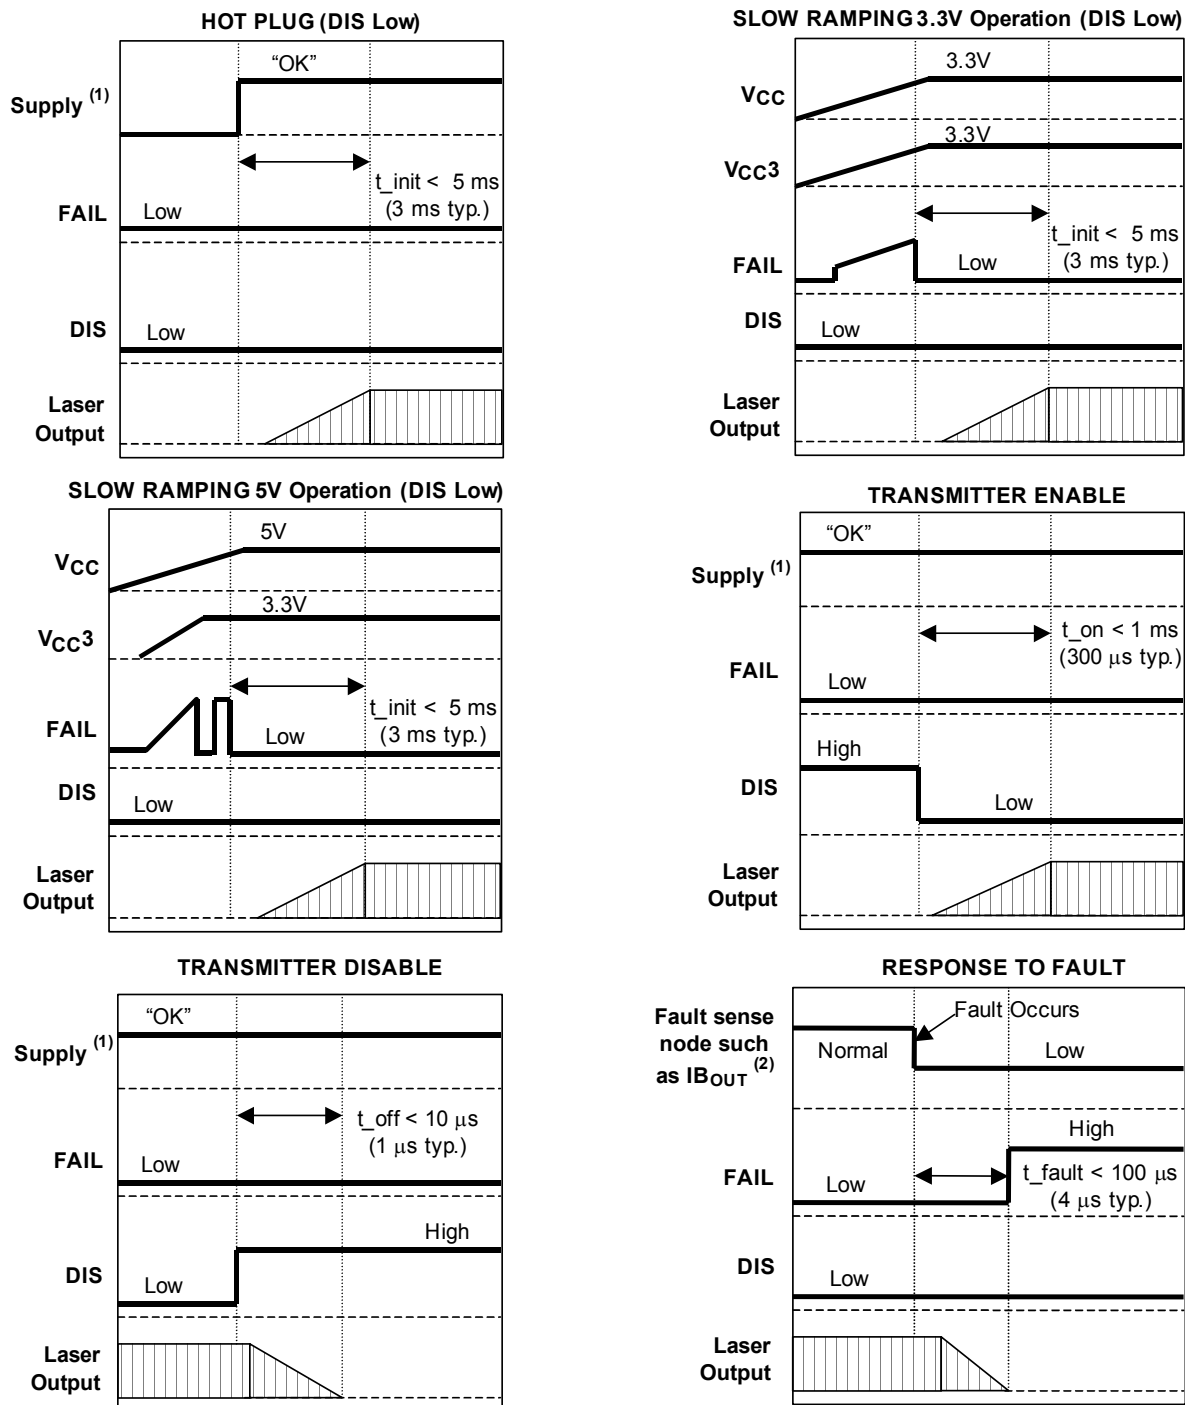 HOT PLUG (DIS Low)
“OK”
Supply (1)
t_init < 5 ms
(3 ms typ.)
FAIL
Low
DIS
Low
Laser
Output
SLOW RAMPING 3.3V Operation (DIS Low)
3.3V
VCC
3.3V
VCC3
t_init < 5 ms
(3 ms typ.)
FAIL
Low
DIS
Low
Laser
Output
SLOW RAMPING 5V Operation (DIS Low)
5V
VCC
3.3V
VCC3
t_init < 5 ms
(3 ms typ.)
FAIL
Low
DIS
Low
Laser
Output
TRANSMITTER ENABLE
“OK”
Supply (1)
t_on < 1 ms
(300 μs typ.)
FAIL
Low
High
DIS
Low
Laser
Output
TRANSMITTER DISABLE
“OK”
Supply (1)
t_off < 10 μs
(1 μs typ.)
FAIL
Low
High
DIS
Low
Laser
Output
RESPONSE TO FAULT
Fault sense
node such
as IBOUT (2)
Fault Occurs
Normal
Low
High
FAIL
Low
t_fault < 100 μs
(4 μs typ.)
DIS
Low
Laser
Output